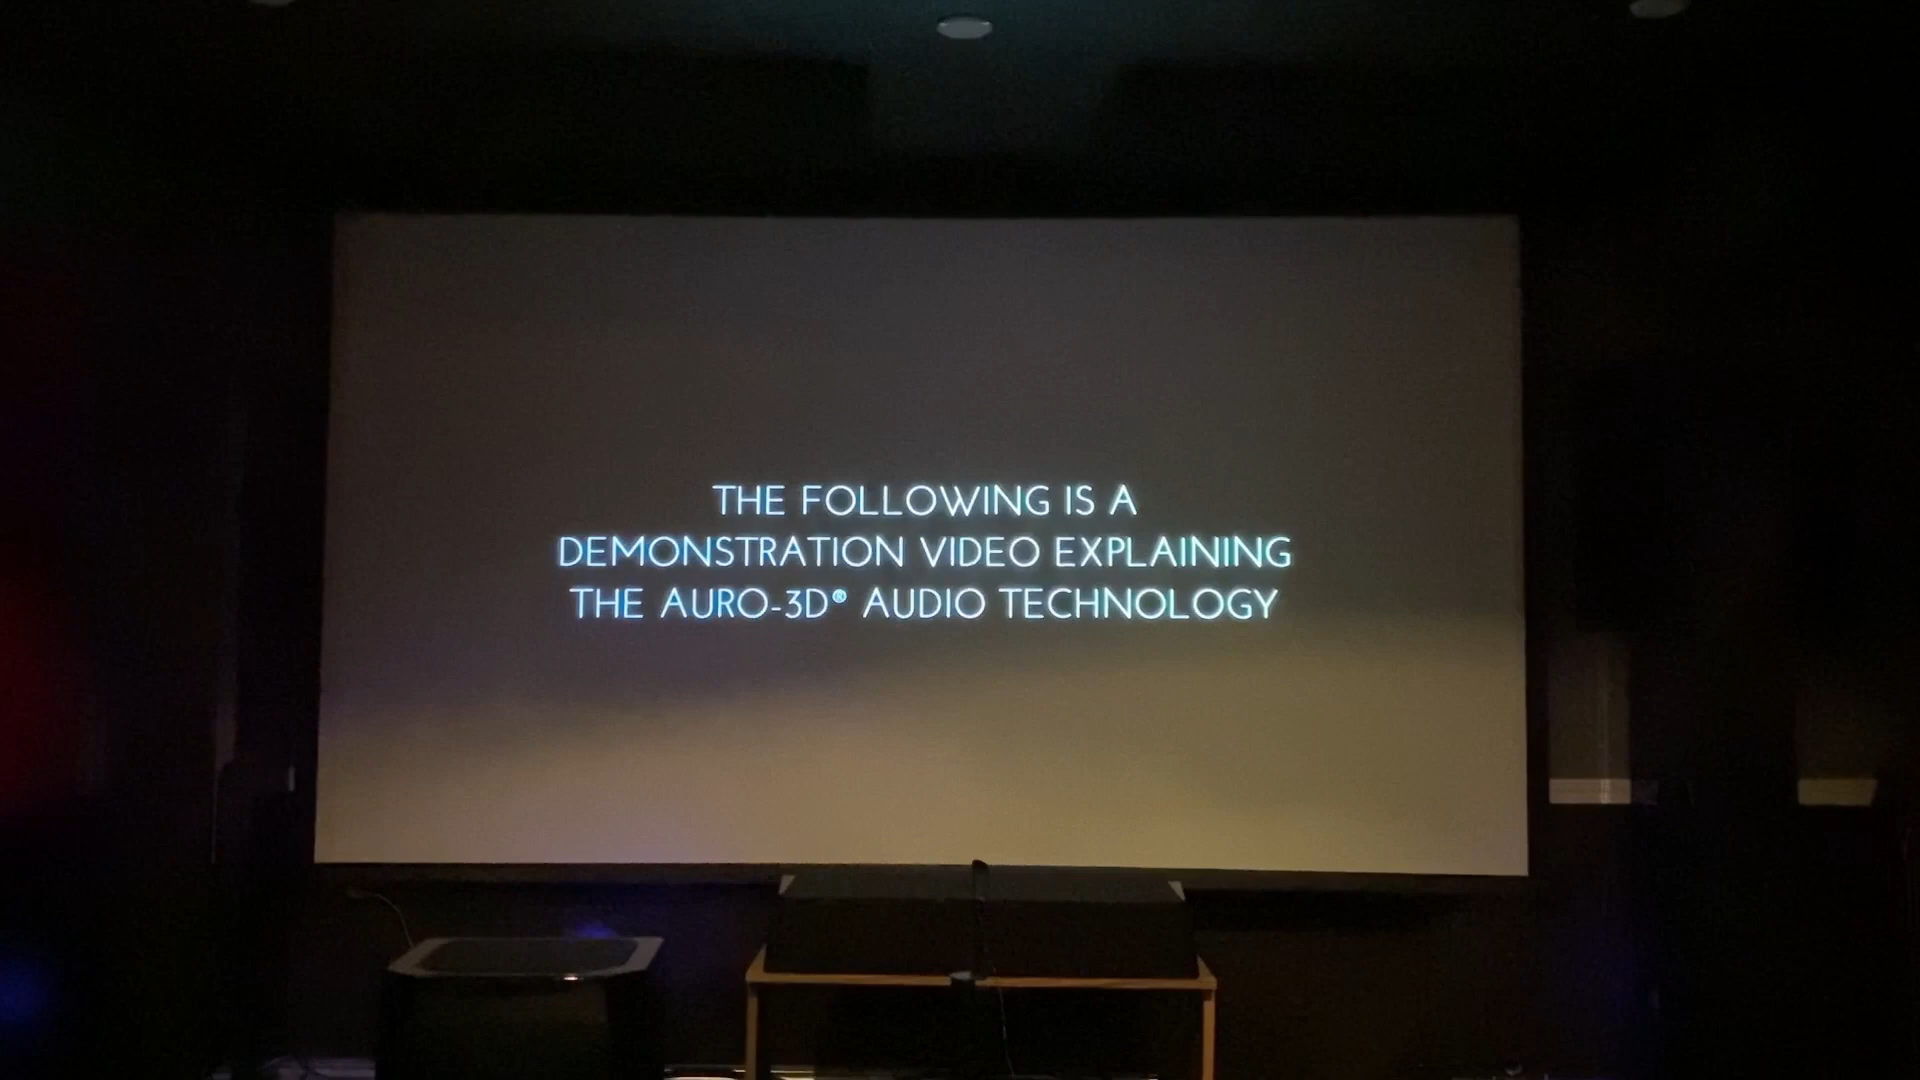 THE FOLLOWING IS A
DEMONSTRATION VIDEO EXPLAINING
THE AURO-3D® AUDIO TECHNOLOGY